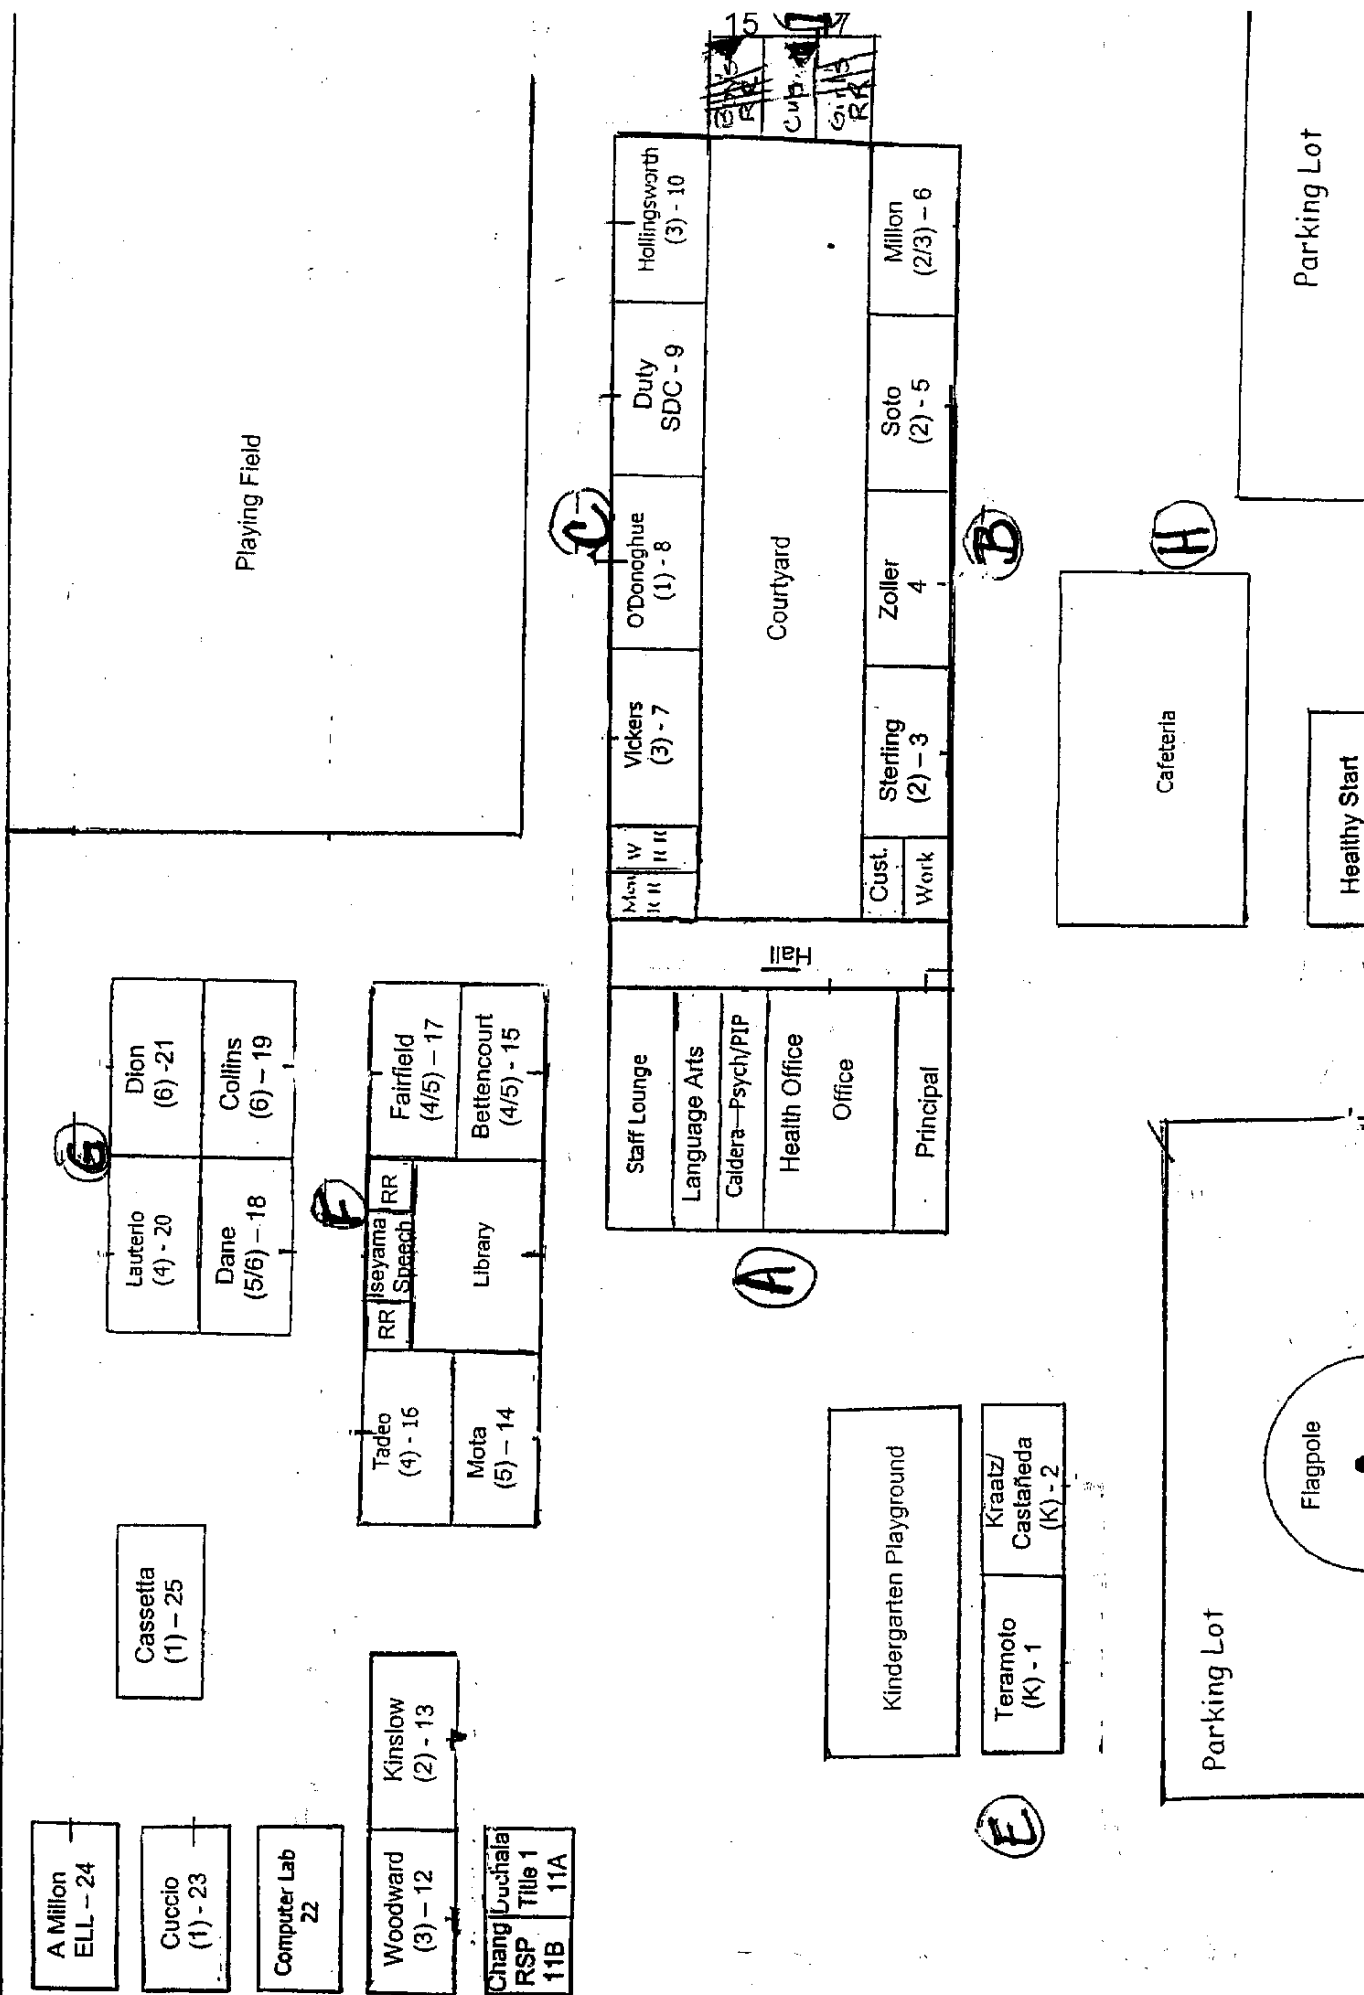 A Millon
ELL – 24
Cuccio
(1) - 23
Computer Lab
22
Woodward
(3) – 12
Kinslow
(2) - 13
Chang
RSP
11B
Duchala
Title 1
11A
Cassetta
(1) – 25
G
Lauterio
(4) - 20
Dion
(6) -21
Dane
(5/6) – 18
Collins
(6) – 19
F
Tadeo
(4) - 16
Mota
(5) – 14
RR
Iseyama
Speech
RR
Library
Fairfield
(4/5) – 17
Bettencourt
(4/5) - 15
Playing Field
A
Staff Lounge
Language Arts
Caldera—Psych/PIP
Health Office
Office
Principal
Hall
C
W
Vickers
(3) - 7
O'Donoghue
(1) - 8
Duty
SDC - 9
Hollingsworth
(3) - 10
Courtyard
Cust.
Work
Sterling
(2) – 3
Zoller
4
Soto
(2) - 5
Millon
(2/3) – 6
B
15
Boy's
RR
Cus.
Girl's
RR
Kindergarten Playground
E
Teramoto
(K) - 1
Kraatz/
Castañeda
(K) - 2
H
Cafeteria
Healthy Start
Parking Lot
Flagpole
Parking Lot